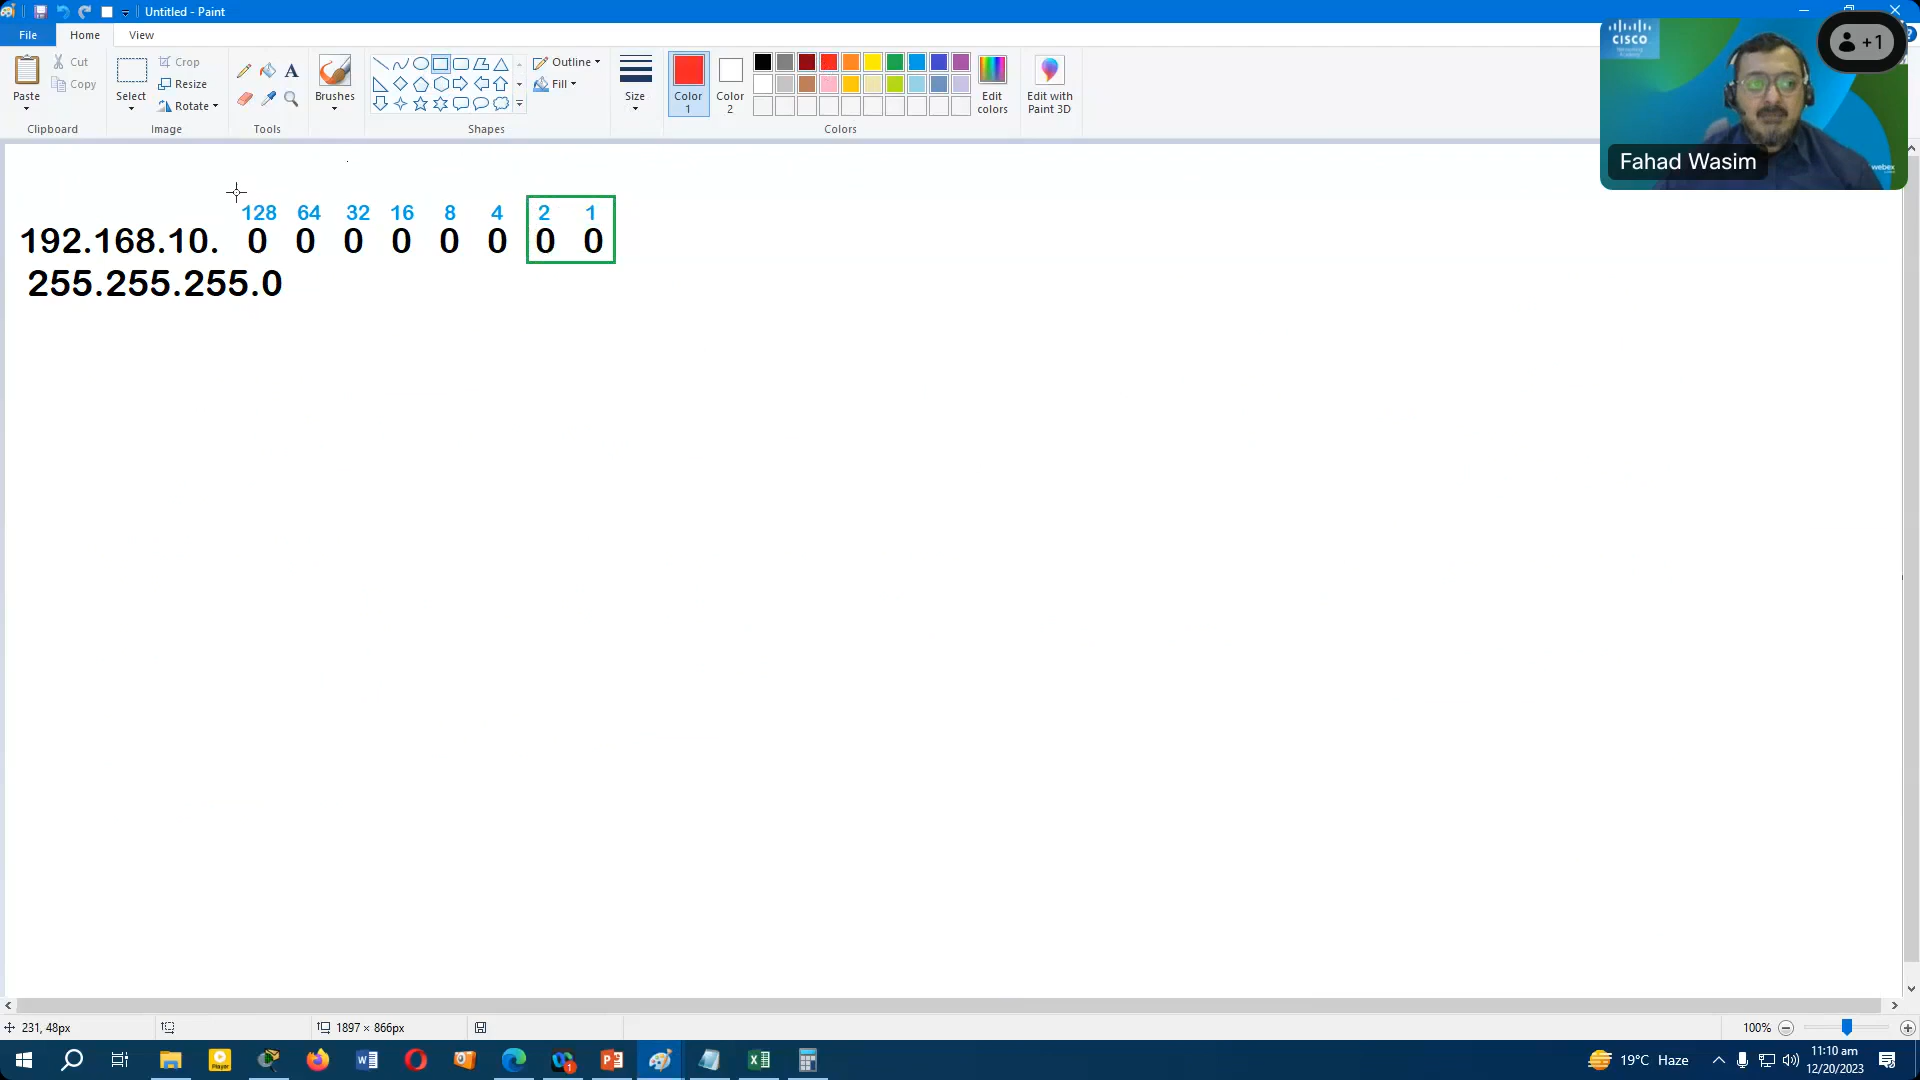 Untitled - Paint
File Home View
Paste Cut Copy Clipboard
Select Crop Resize Rotate Image
Tools
Brushes
Outline Fill Shapes
Size
Color 1 Color 2 Edit colors Colors
Edit with Paint 3D
CISCO
+1
webex
Fahad Wasim
128 64 32 16 8 4 2 1
192.168.10. 0 0 0 0 0 0 0 0
255.255.255.0
231, 48px 1897 × 866px 100%
19°C Haze 11:10 am
12/20/2023